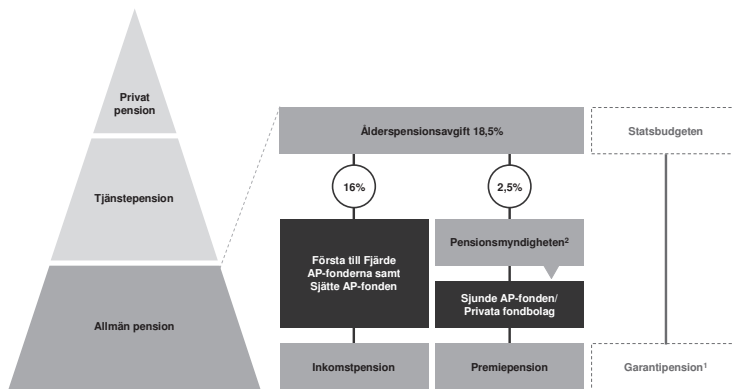 Privat
pension
Tjänstepension
Allmän pension
Ålderspensionsavgift 18,5%
Statsbudgeten
16%
2,5%
Första till Fjärde
AP-fonderna samt
Sjätte AP-fonden
Pensionsmyndigheten²
Sjunde AP-fonden/
Privata fondbolag
Inkomstpension
Premiepension
Garantipension¹